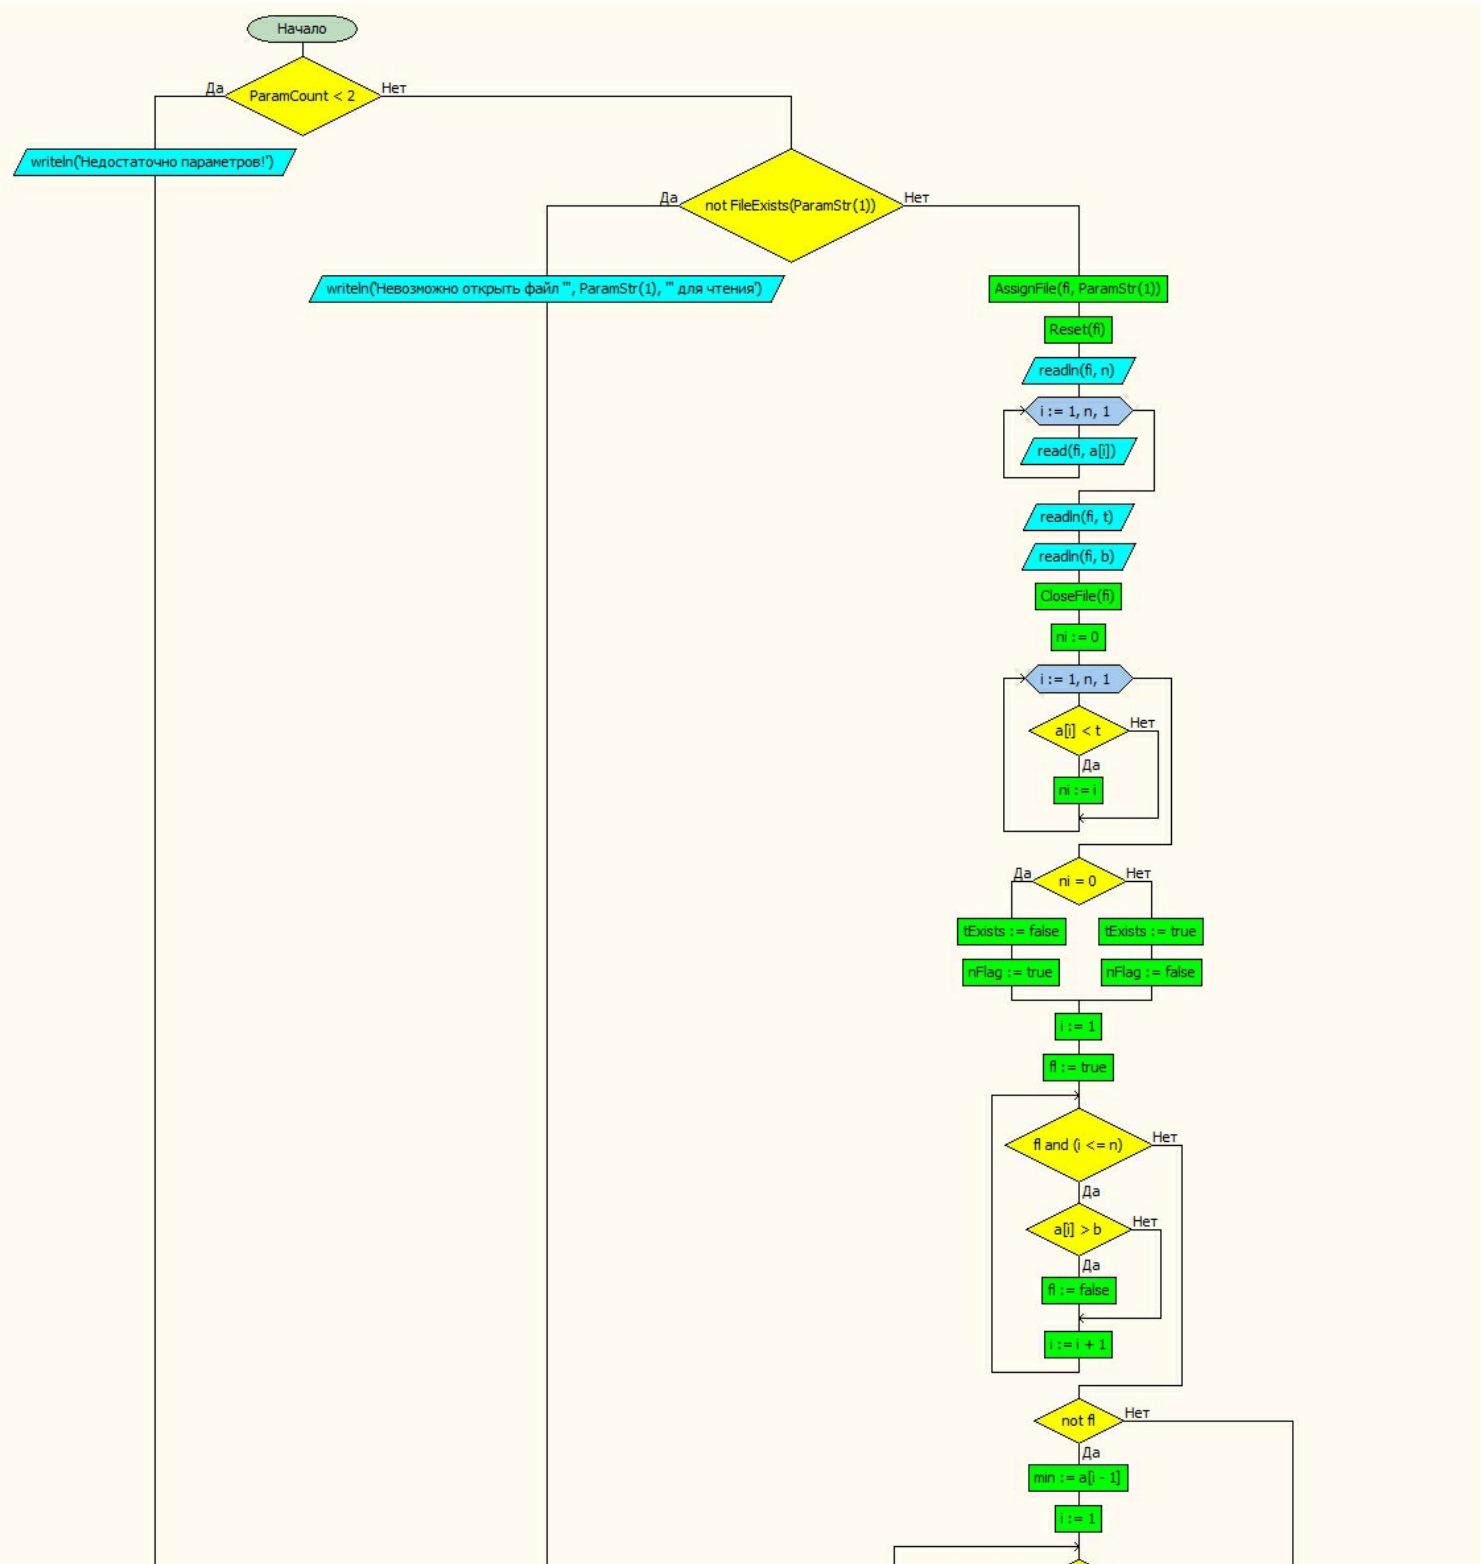 Начало
ParamCount < 2
Да
Нет
writeln('Недостаточно параметров!')
not FileExists(ParamStr(1))
Да
Нет
writeln('Невозможно открыть файл "', ParamStr(1), '" для чтения')
AssignFile(fi, ParamStr(1))
Reset(fi)
readln(fi, n)
i := 1, n, 1
read(fi, a[i])
readln(fi, t)
readln(fi, b)
CloseFile(fi)
ni := 0
i := 1, n, 1
a[i] < t
Нет
Да
ni := i
ni = 0
Да
Нет
tExists := false
tExists := true
nFlag := true
nFlag := false
i := 1
fl := true
fl and (i <= n)
Нет
Да
a[i] > b
Нет
Да
fl := false
i := i + 1
not fl
Нет
Да
min := a[i - 1]
i := 1